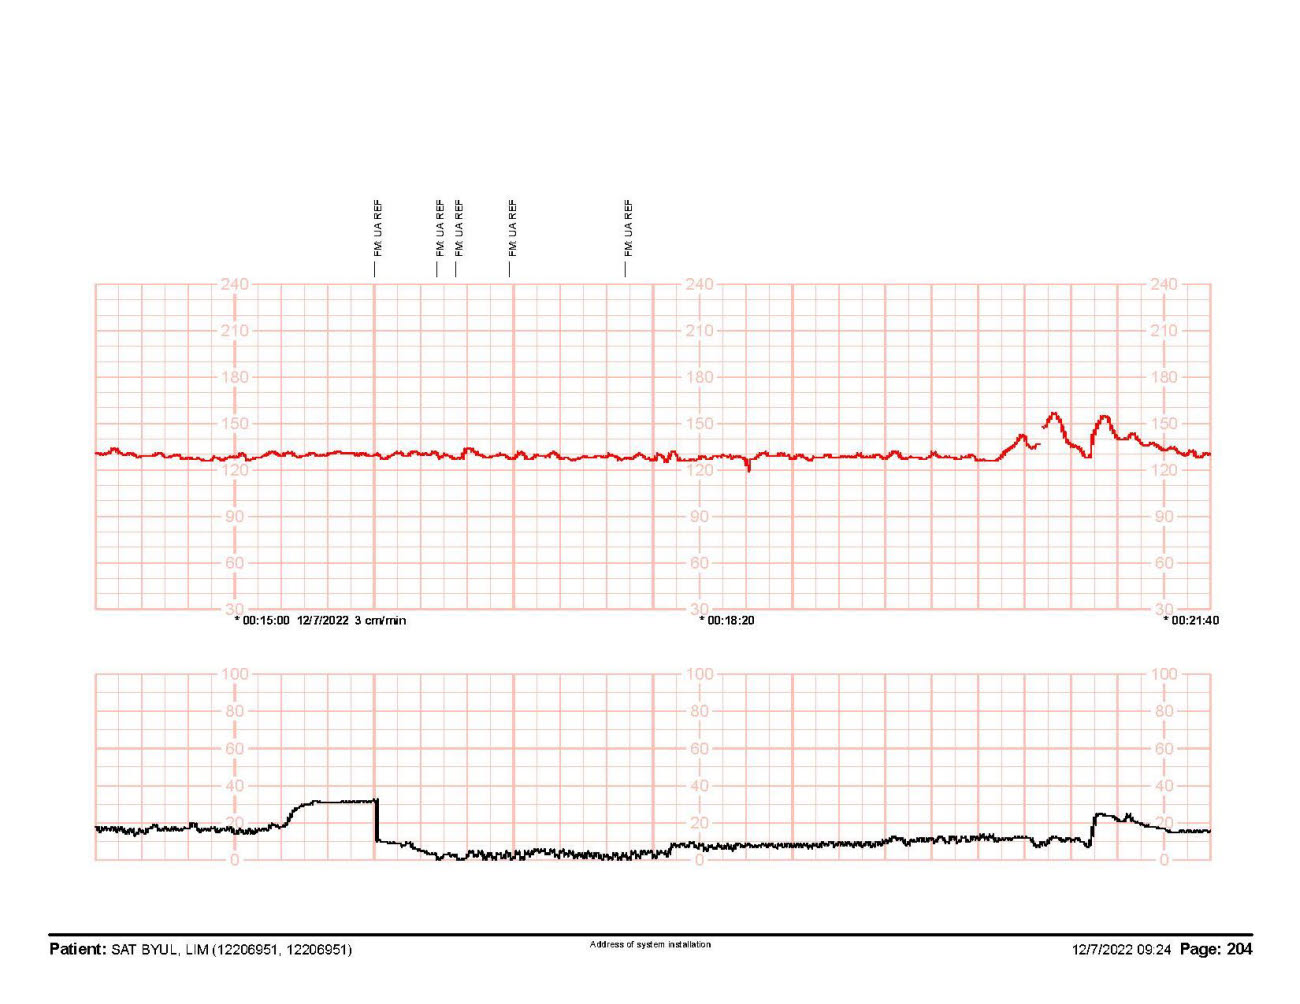 FM: UA REF
FM: UA REF
FM: UA REF
FM: UA REF
FM: UA REF
240 240 240
210 210 210
180 180 180
150 150 150
120 120 120
90 90 90
60 60 60
30 30 30
* 00:15:00 12/7/2022 3 cm/min * 00:18:20 * 00:21:40
100 100 100
80 80 80
60 60 60
40 40 40
20 20 20
0 0 0
Patient: SAT BYUL, LIM (12206951, 12206951) Address of system installation 12/7/2022 09:24 Page: 204